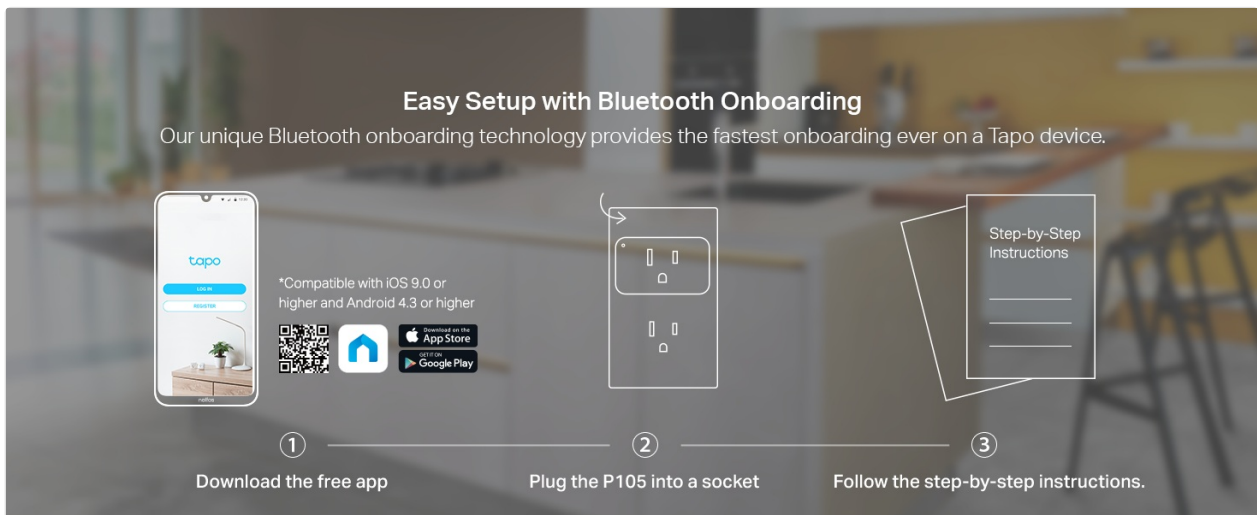 Easy Setup with Bluetooth Onboarding
Our unique Bluetooth onboarding technology provides the fastest onboarding ever on a Tapo device.
tapo
LOG IN
REGISTER
neffos
*Compatible with iOS 9.0 or
higher and Android 4.3 or higher
Download on the
App Store
GET IT ON
Google Play
Step-by-Step
Instructions
1
Download the free app
2
Plug the P105 into a socket
3
Follow the step-by-step instructions.